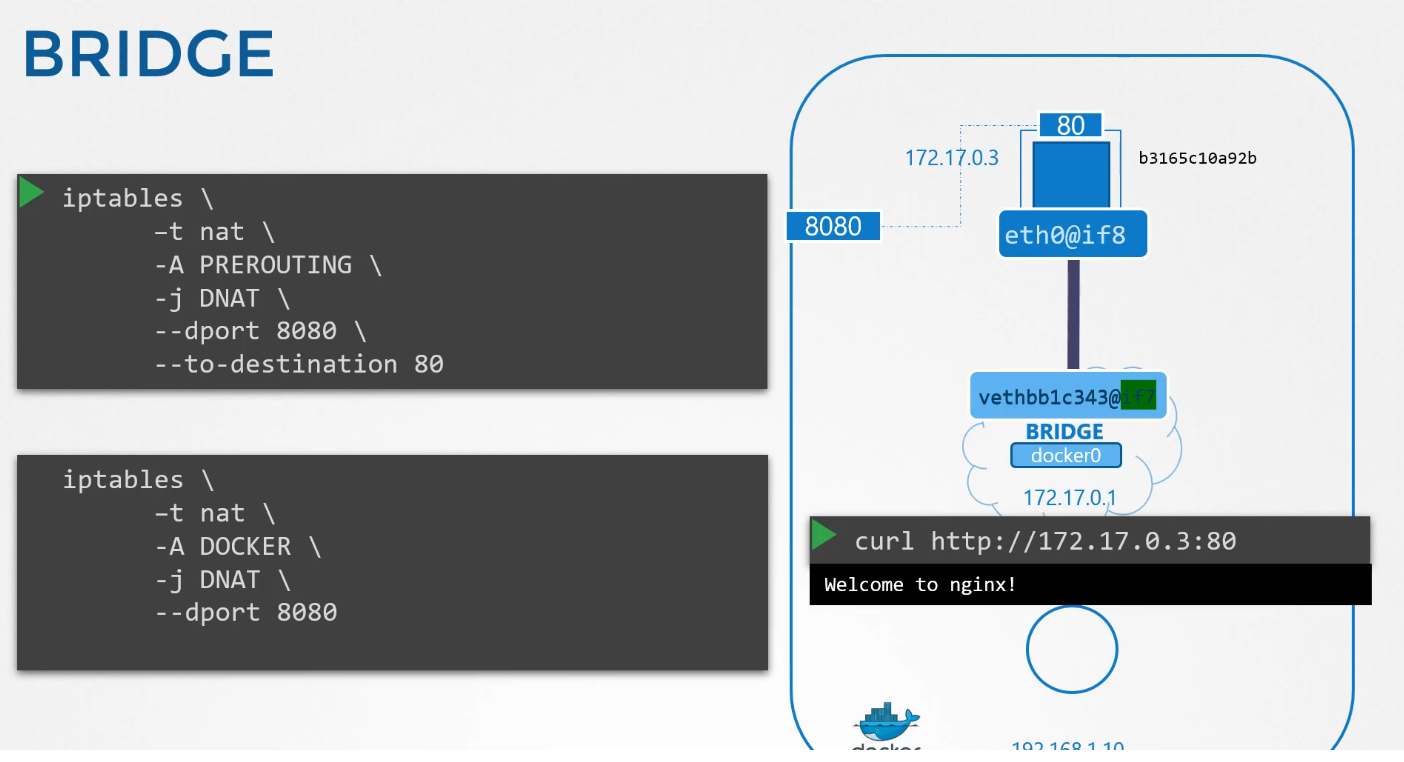 BRIDGE
iptables \
–t nat \
-A PREROUTING \
-j DNAT \
--dport 8080 \
--to-destination 80
iptables \
–t nat \
-A DOCKER \
-j DNAT \
--dport 8080
80
172.17.0.3
b3165c10a92b
8080
eth0@if8
vethbb1c343@if7
BRIDGE
docker0
172.17.0.1
curl http://172.17.0.3:80
Welcome to nginx!
docker
192.168.1.10